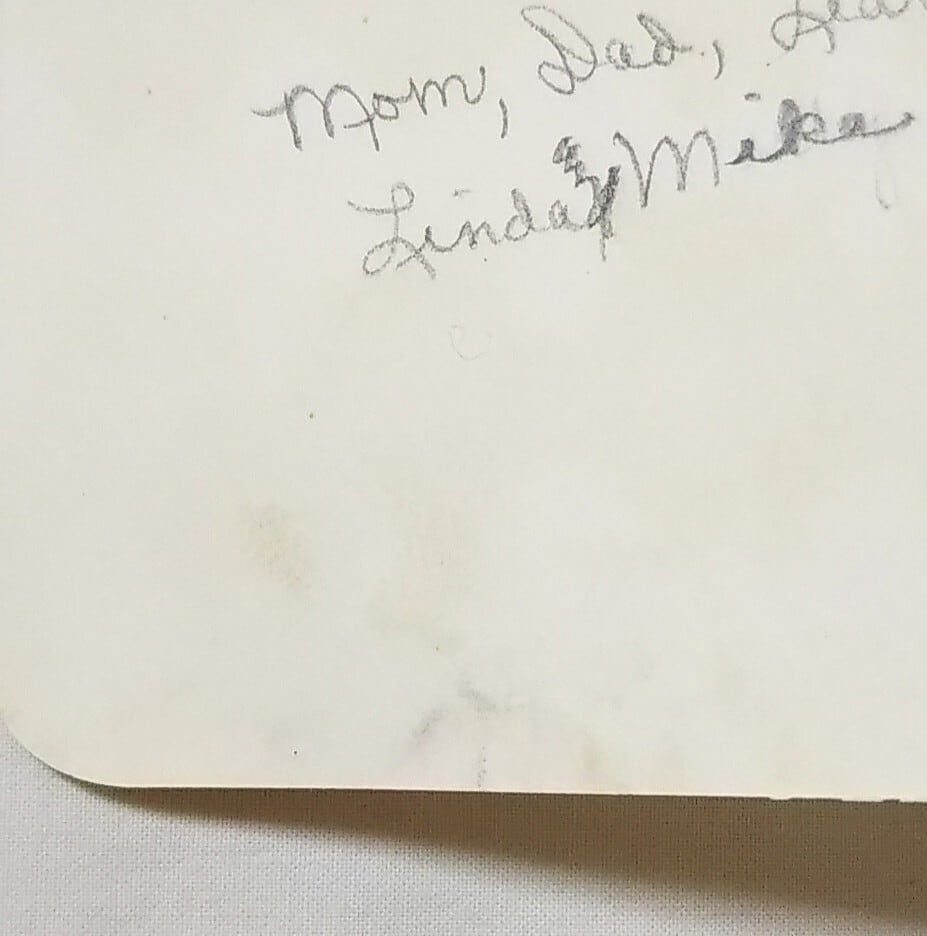 Mom, Dad,
Linda & Mike